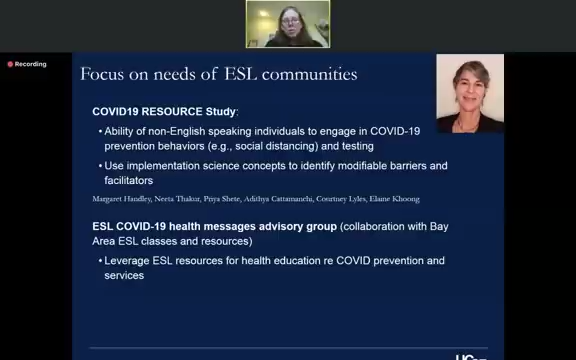 Recording
Focus on needs of ESL communities
COVID19 RESOURCE Study:
• Ability of non-English speaking individuals to engage in COVID-19
prevention behaviors (e.g., social distancing) and testing
• Use implementation science concepts to identify modifiable barriers and
facilitators
Margaret Handley, Neeta Thakur, Priya Shete, Adithya Cattamanchi, Courtney Lyles, Elaine Khoong
ESL COVID-19 health messages advisory group (collaboration with Bay
Area ESL classes and resources)
• Leverage ESL resources for health education re COVID prevention and
services